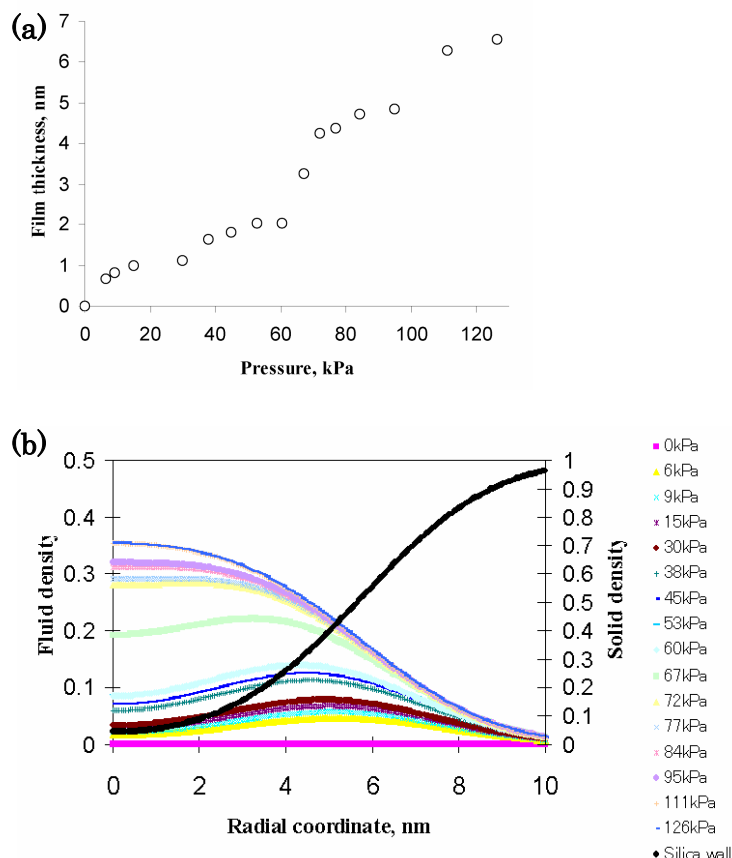 (a)
7
6
5
4
3
2
1
0
Film thickness, nm
0 20 40 60 80 100 120
Pressure, kPa
(b)
0.5
0.4
0.3
0.2
0.1
0
Fluid density
1
0.9
0.8
0.7
0.6
0.5
0.4
0.3
0.2
0.1
0
Solid density
0 2 4 6 8 10
Radial coordinate, nm
0kPa
6kPa
9kPa
15kPa
30kPa
38kPa
45kPa
53kPa
60kPa
67kPa
72kPa
77kPa
84kPa
95kPa
111kPa
126kPa
Silica wall